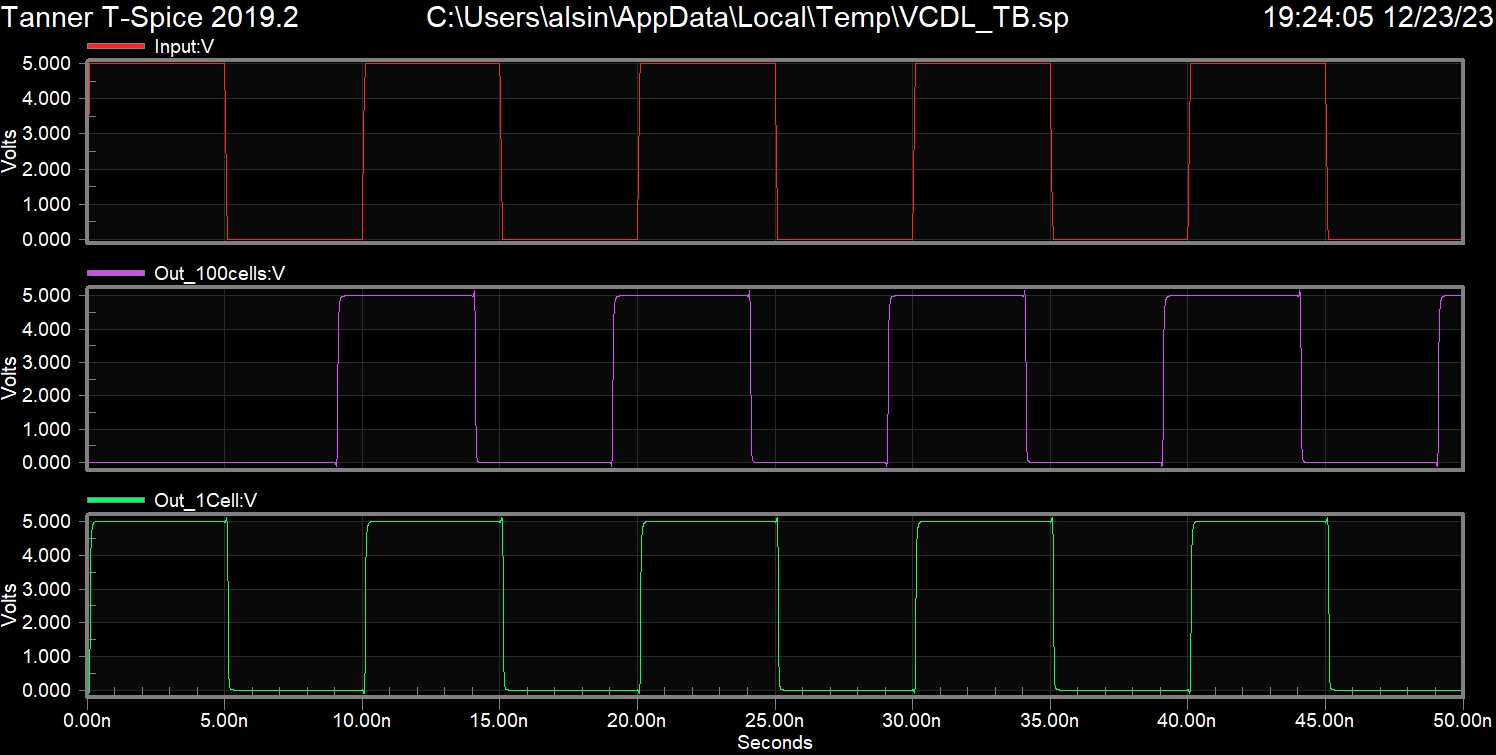 Tanner T-Spice 2019.2 C:\Users\alsin\AppData\Local\Temp\VCDL_TB.sp 19:24:05 12/23/23
Input:V
5.000
4.000
3.000
2.000
1.000
0.000
Volts
Out_100cells:V
5.000
4.000
3.000
2.000
1.000
0.000
Volts
Out_1Cell:V
5.000
4.000
3.000
2.000
1.000
0.000
Volts
0.00n 5.00n 10.00n 15.00n 20.00n 25.00n 30.00n 35.00n 40.00n 45.00n 50.00n
Seconds